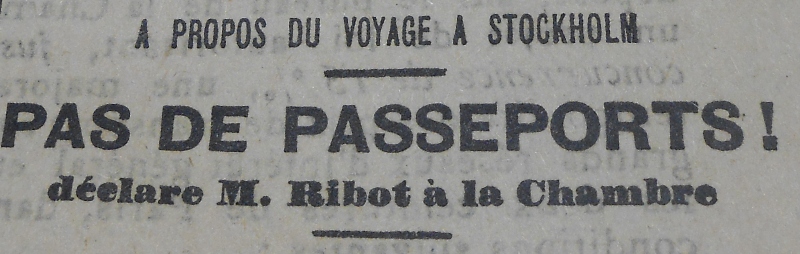 A PROPOS DU VOYAGE A STOCKHOLM
PAS DE PASSEPORTS !
déclare M. Ribot à la Chambre